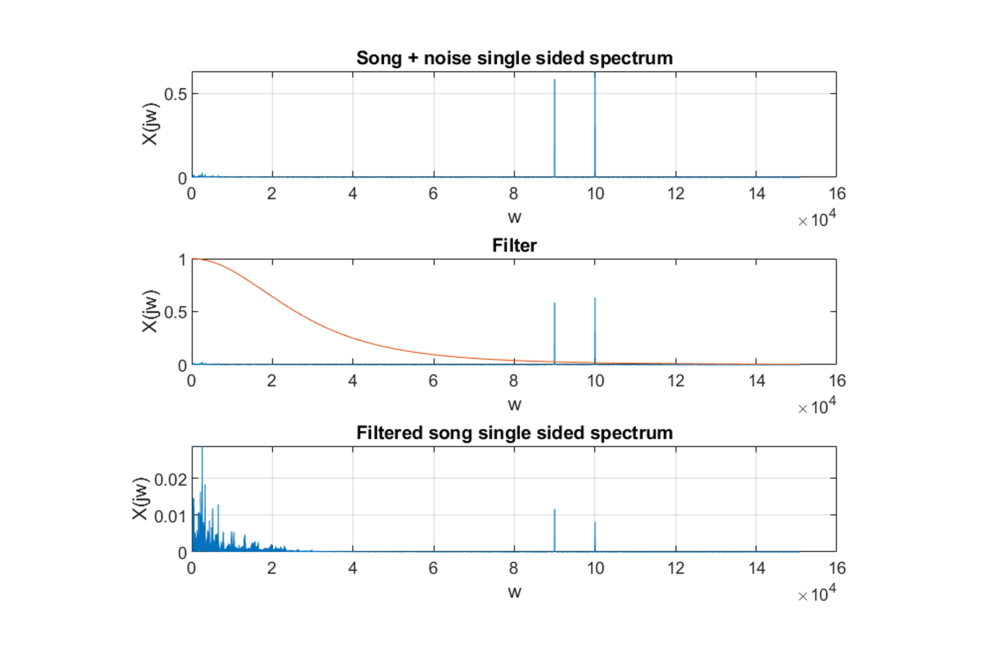 Song + noise single sided spectrum
X(jw)
0.5
0
0 2 4 6 8 10 12 14 16
w
×10^4
Filter
X(jw)
1
0.5
0
0 2 4 6 8 10 12 14 16
w
×10^4
Filtered song single sided spectrum
X(jw)
0.02
0.01
0
0 2 4 6 8 10 12 14 16
w
×10^4